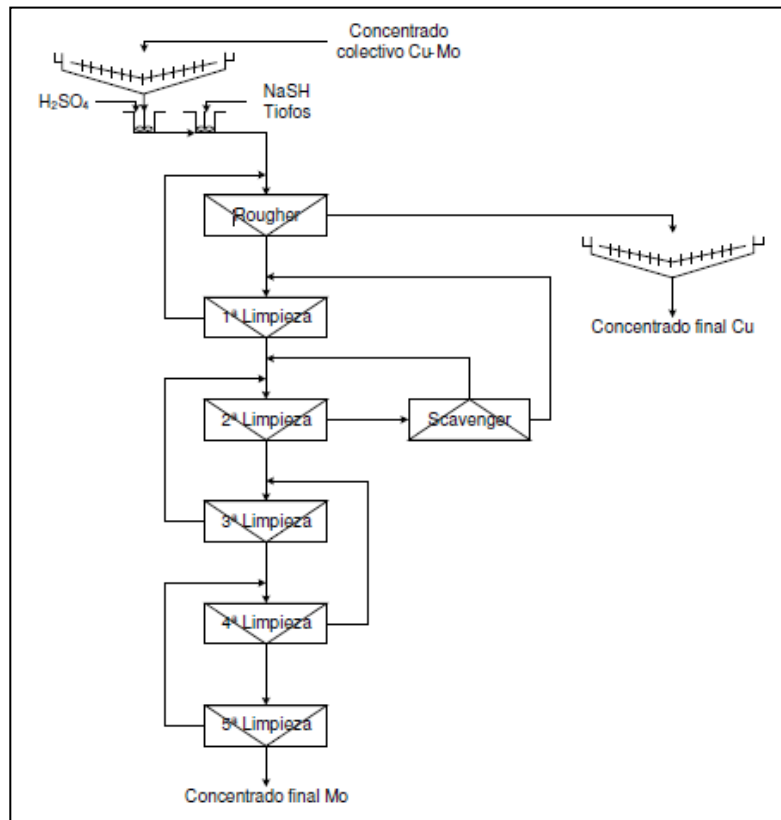 Concentrado
colectivo Cu-Mo
H₂SO₄
NaSH
Tiofos
Rougher
1ª Limpieza
Concentrado final Cu
2ª Limpieza
Scavenger
3ª Limpieza
4ª Limpieza
5ª Limpieza
Concentrado final Mo